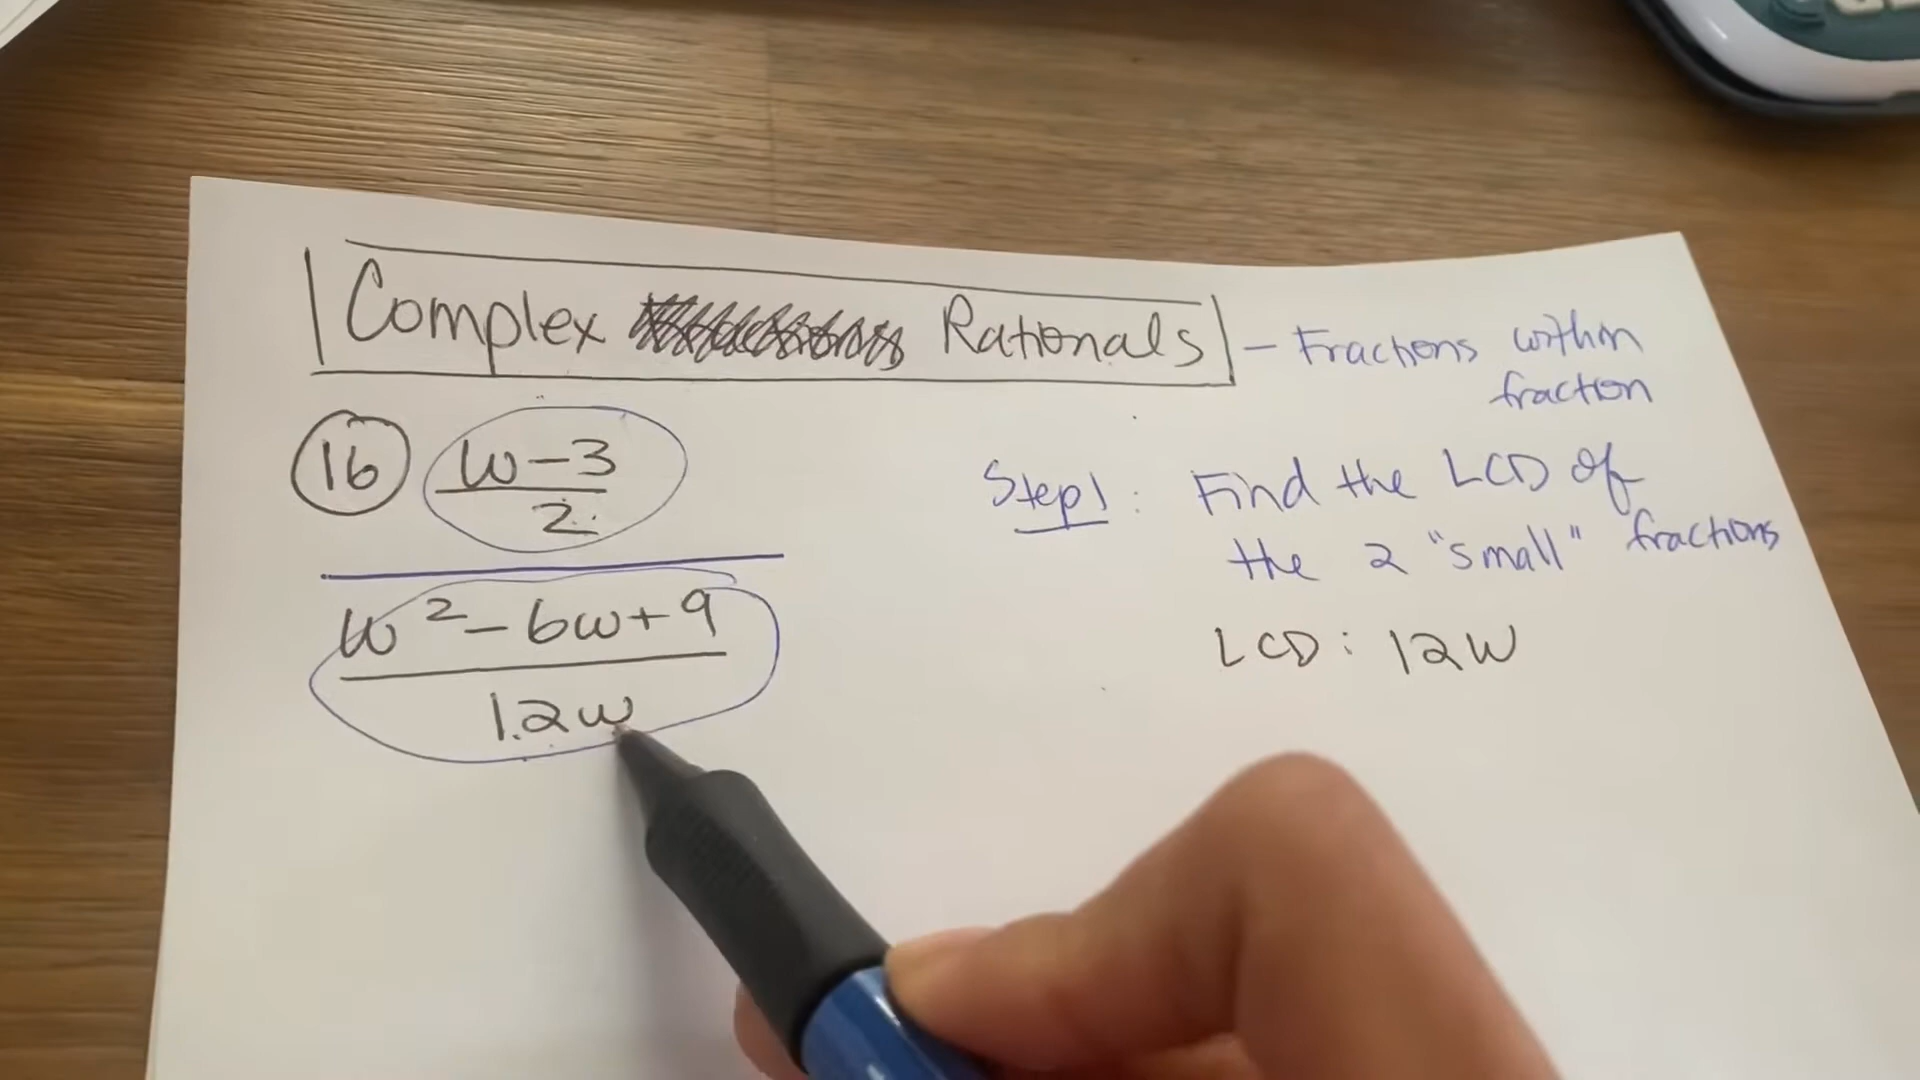 Complex Rationals - Fractions within
fraction
16 w-3
2
w²-6w+9
12w
Step 1: Find the LCD of
the 2 "small" fractions
LCD: 12w